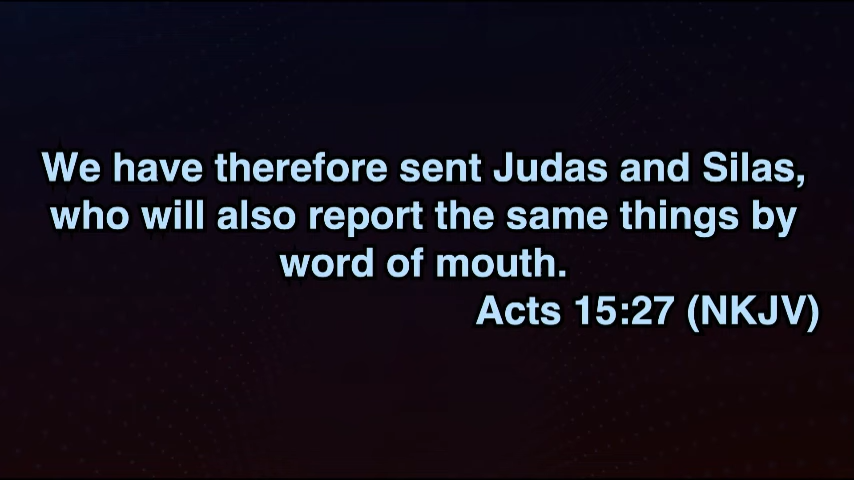 We have therefore sent Judas and Silas,
who will also report the same things by
word of mouth.
Acts 15:27 (NKJV)